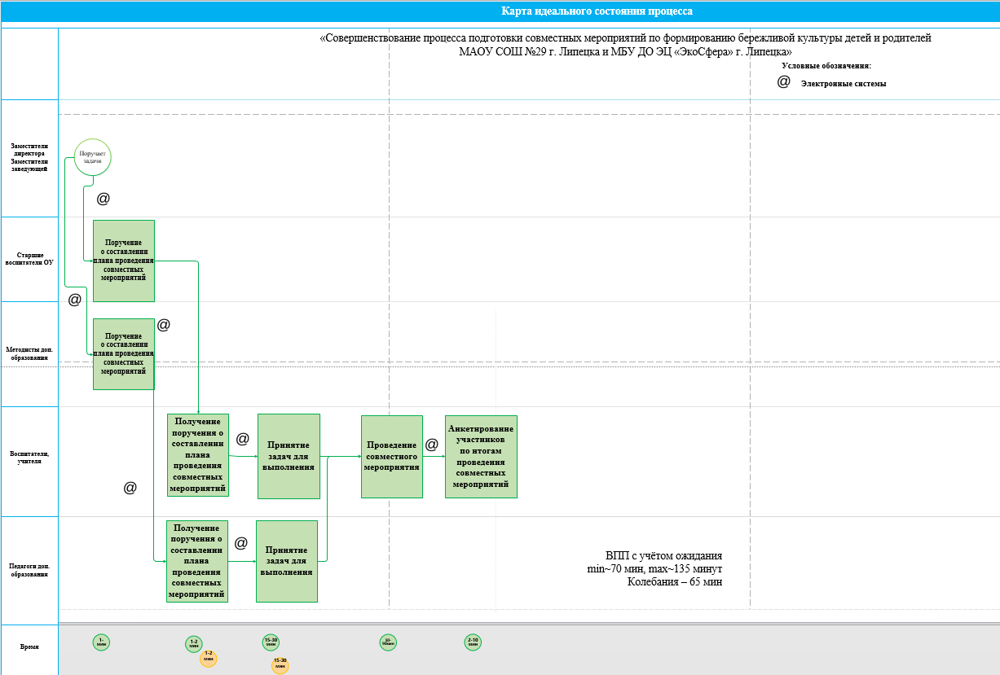 Карта идеального состояния процесса
«Совершенствование процесса подготовки совместных мероприятий по формированию бережливой культуры детей и родителей
МАОУ СОШ №29 г. Липецка и МБУ ДО ЭЦ «ЭкоСфера» г. Липецка»
Условные обозначения:
@ Электронные системы
Заместители
директора
Заместители
заведующей
Поручает
задачи
@
Старшие
воспитатели ОУ
Поручение
о составлении
плана проведения
совместных
мероприятий
@
Методисты доп.
образования
Поручение
о составлении
плана проведения
совместных
мероприятий
@
Воспитатели,
учителя
Получение
поручения о
составлении
плана
проведения
совместных
мероприятий
@
Принятие
задач для
выполнения
Проведение
совместного
мероприятия
@
Анкетирование
участников
по итогам
проведения
совместных
мероприятий
@
Педагоги доп.
образования
Получение
поручения о
составлении
плана
проведения
совместных
мероприятий
@
Принятие
задач для
выполнения
ВПП с учётом ожидания
min~70 мин, max~135 минут
Колебания – 65 мин
Время
1-
мин
1-2
мин
1-2
мин
15-30
мин
15-30
мин
2-10
мин